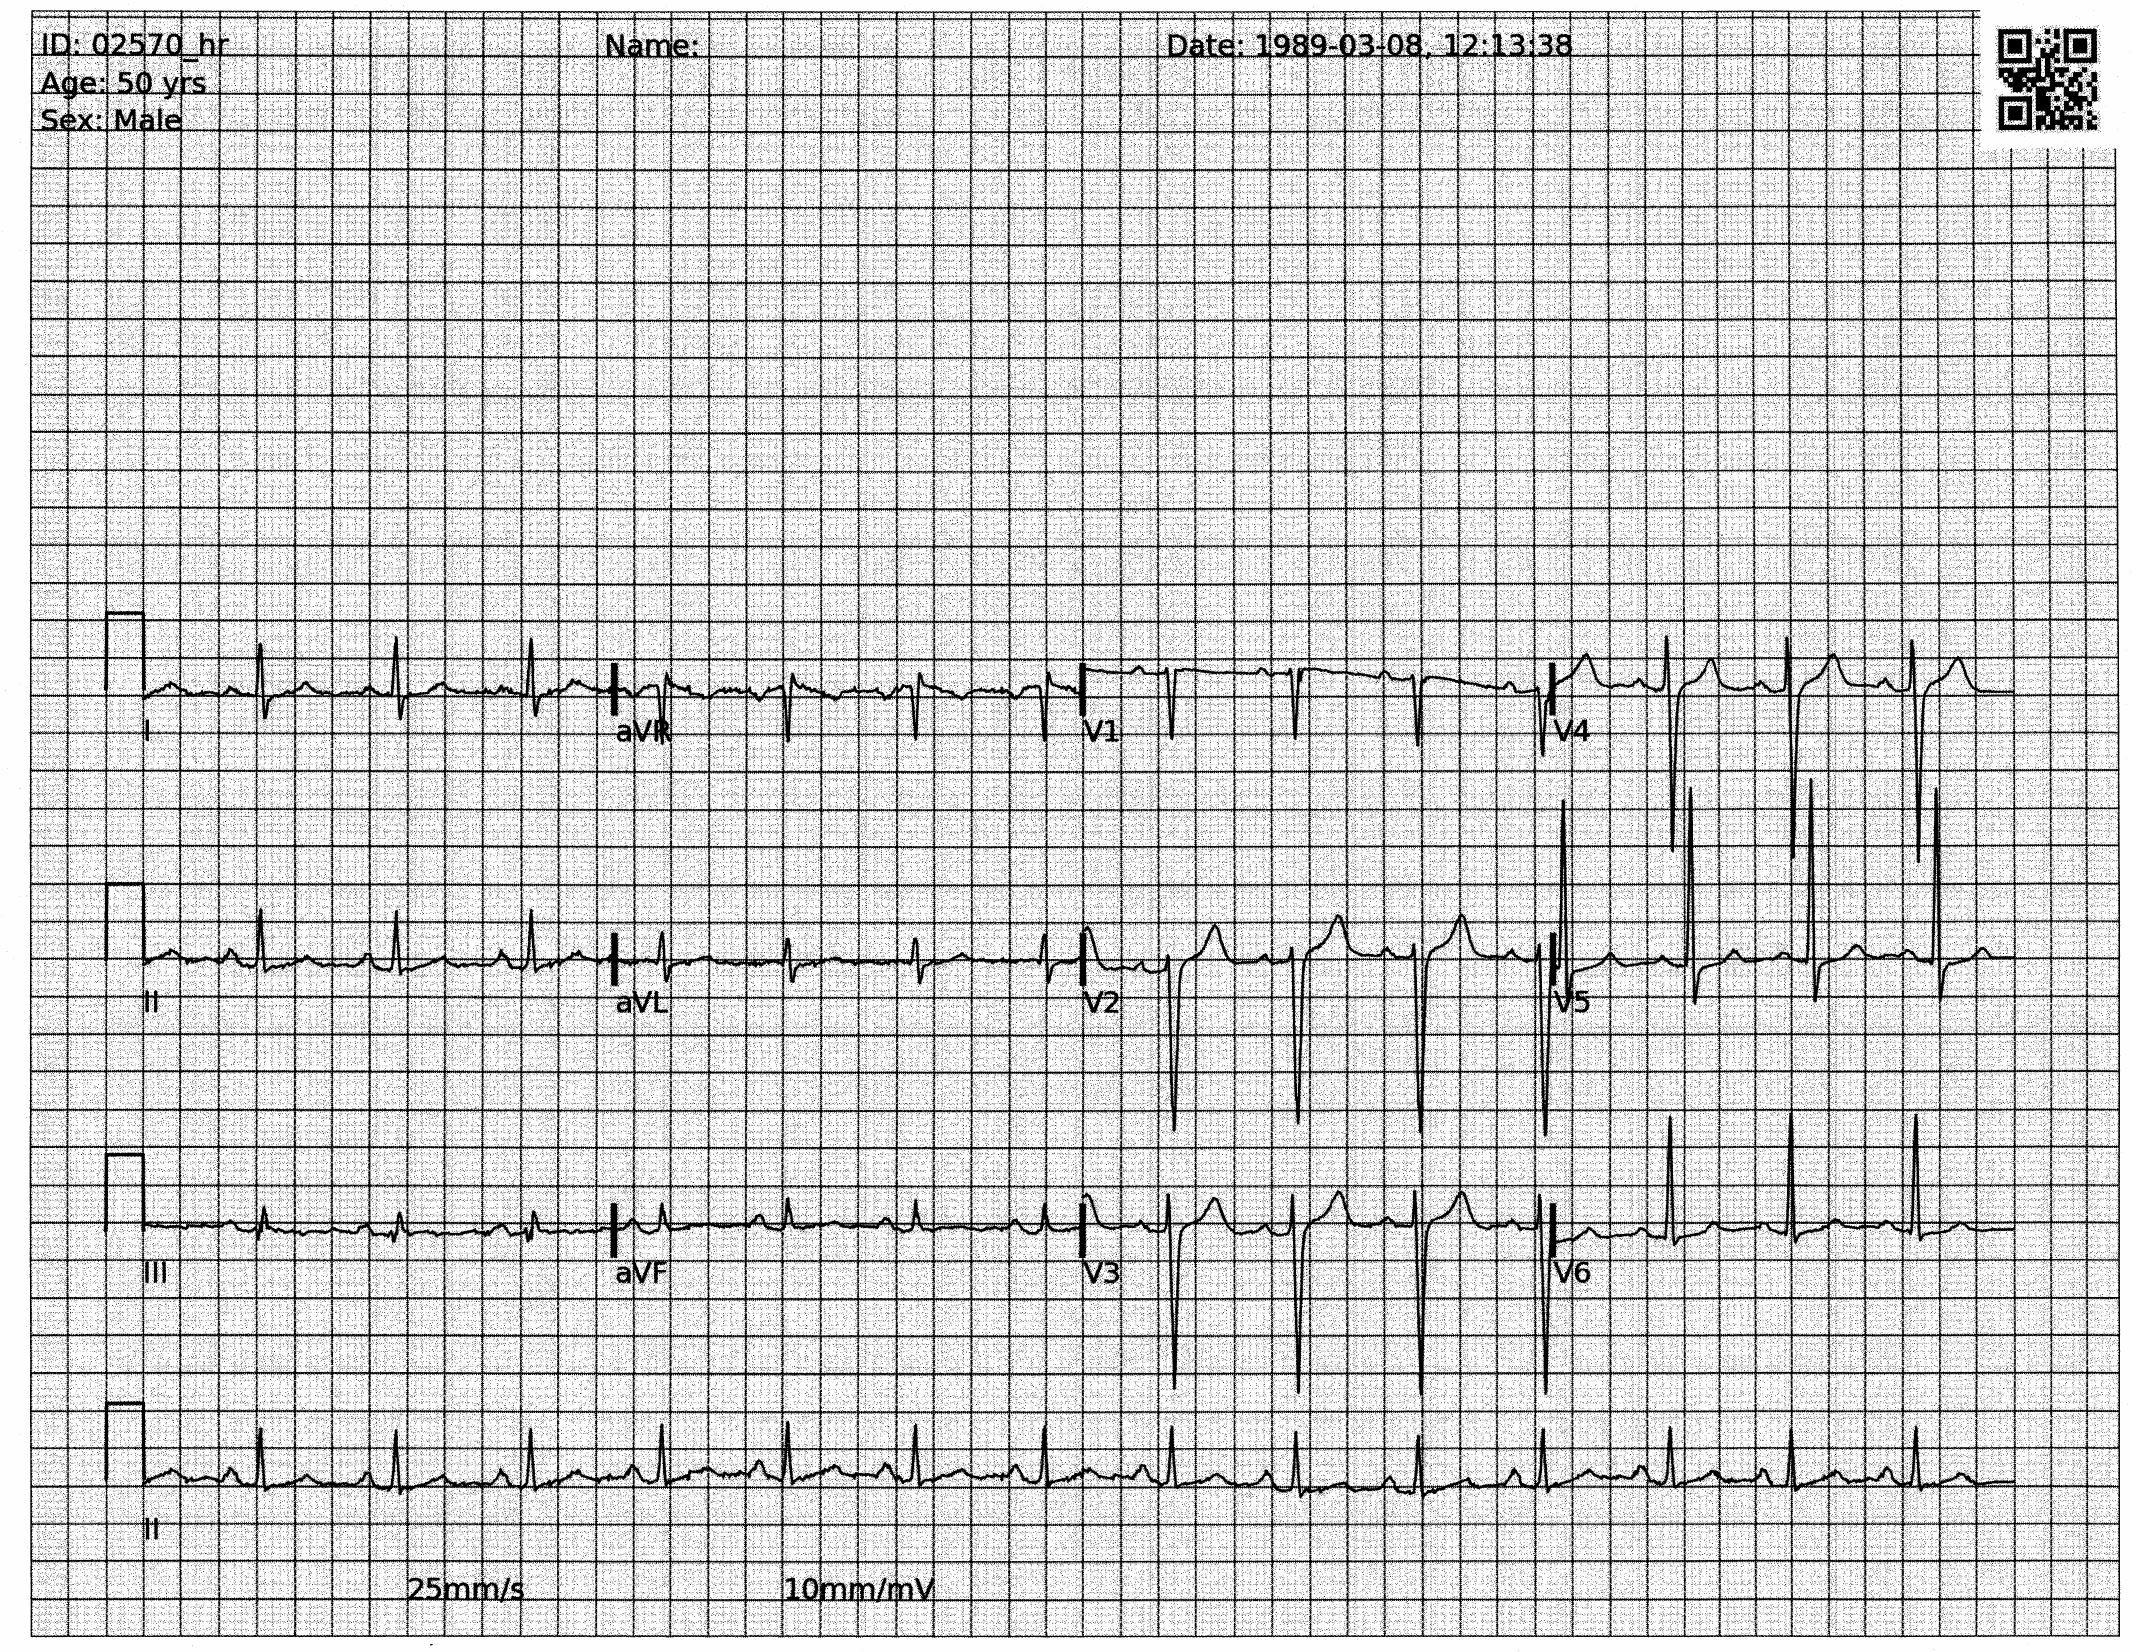 ID: 02570_hr
Name:
Date: 1989-03-08, 12:13:38
Age: 50 yrs
Sex: Male
I
aVR
V1
V4
II
aVL
V2
V5
III
aVF
V3
V6
II
25mm/s
10mm/mV